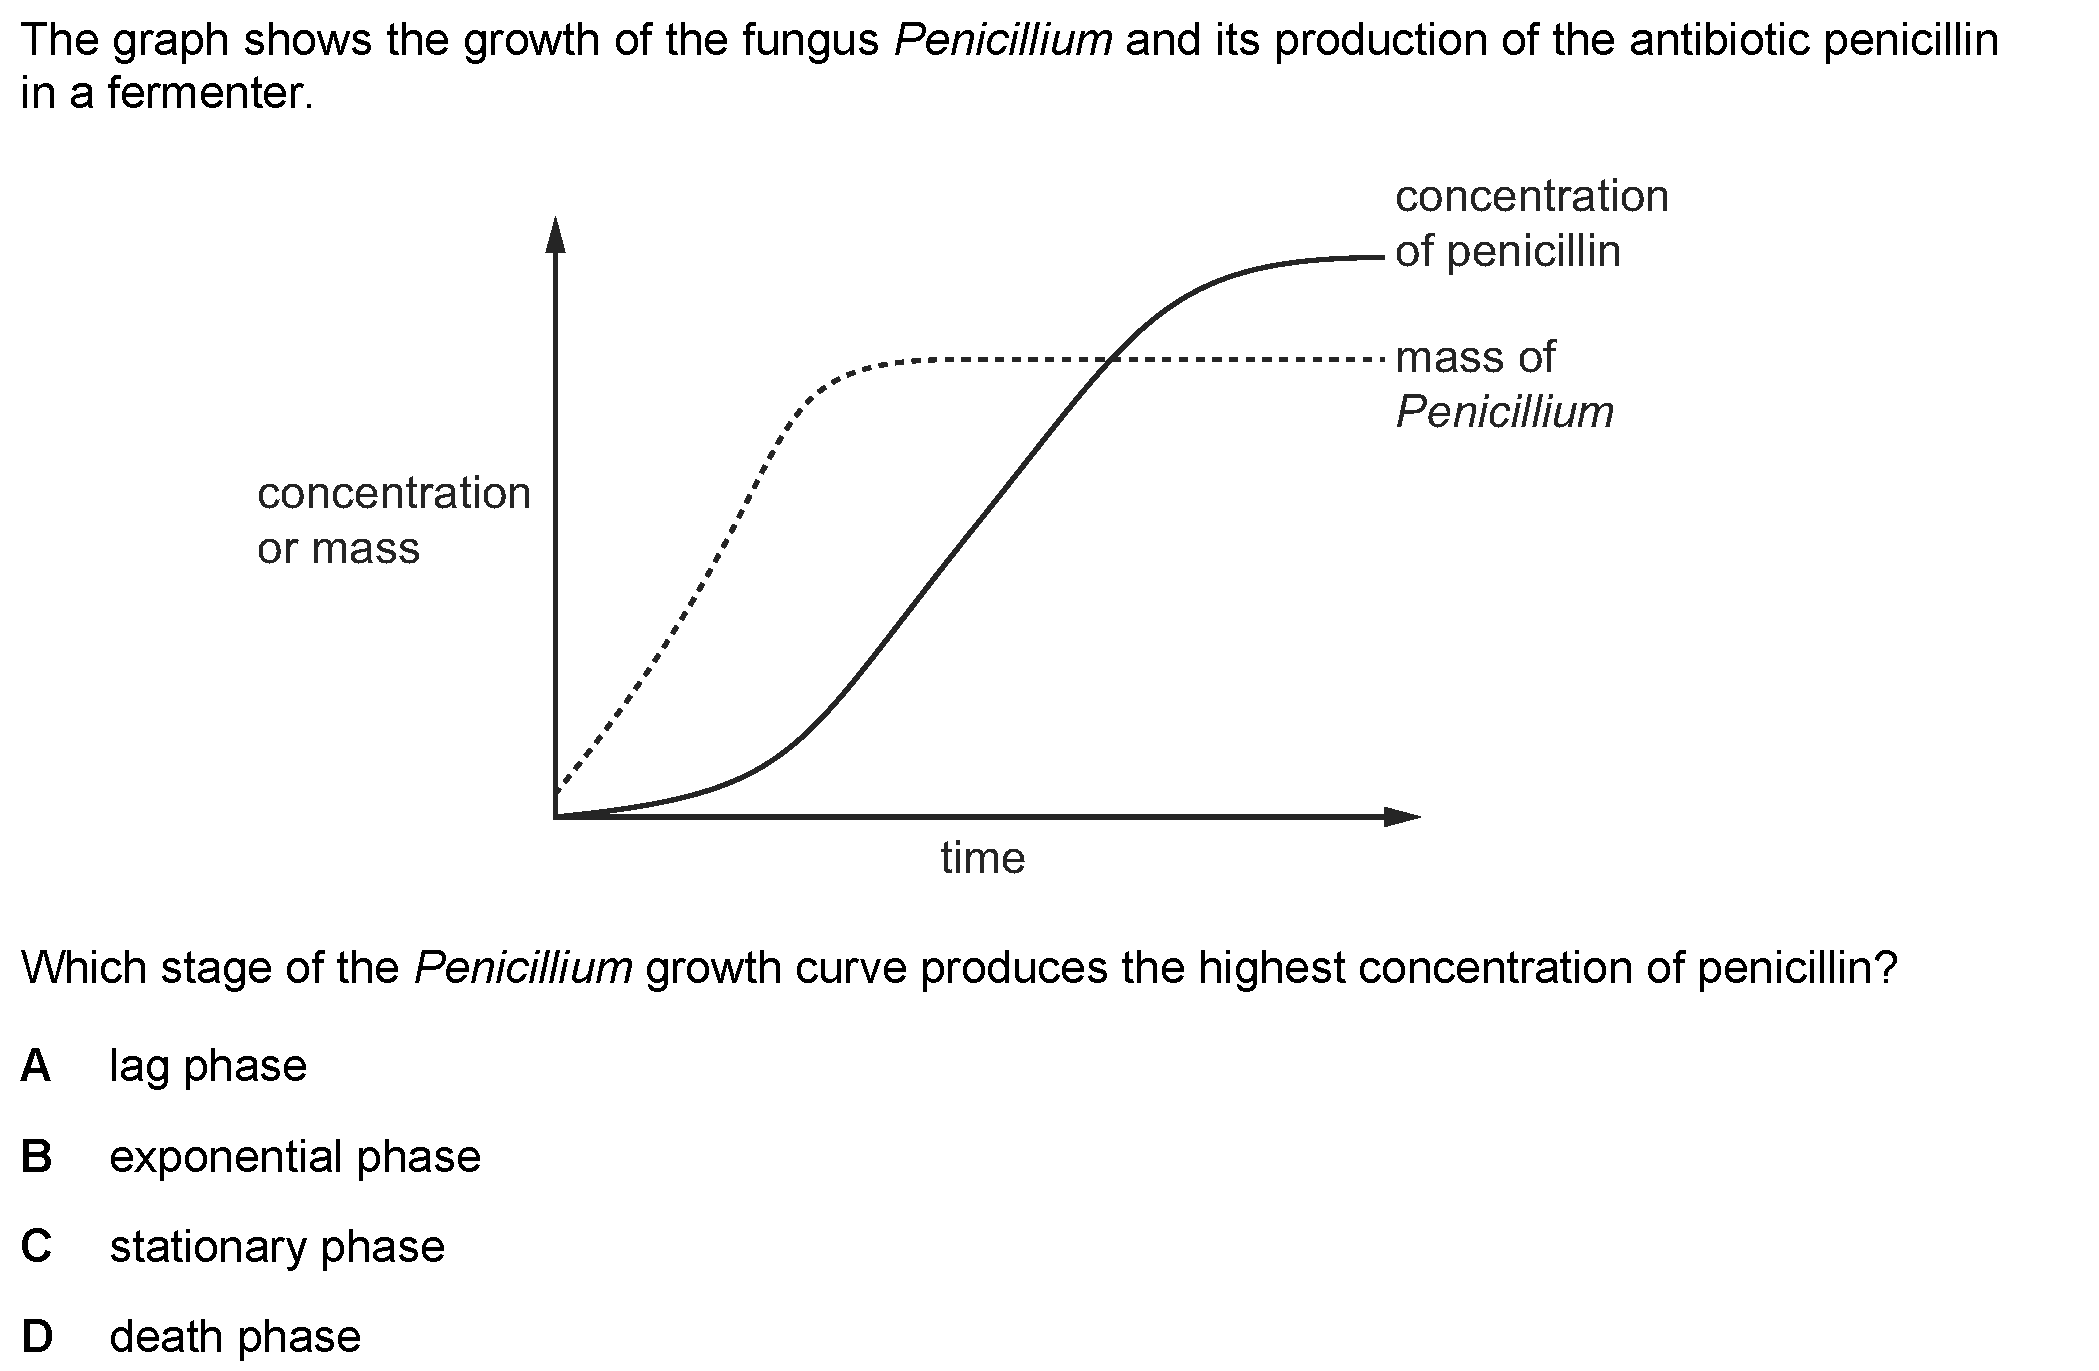 The graph shows the growth of the fungus Penicillium and its production of the antibiotic penicillin
in a fermenter.
concentration
of penicillin
mass of
Penicillium
concentration
or mass
time
Which stage of the Penicillium growth curve produces the highest concentration of penicillin?
A lag phase
B exponential phase
C stationary phase
D death phase